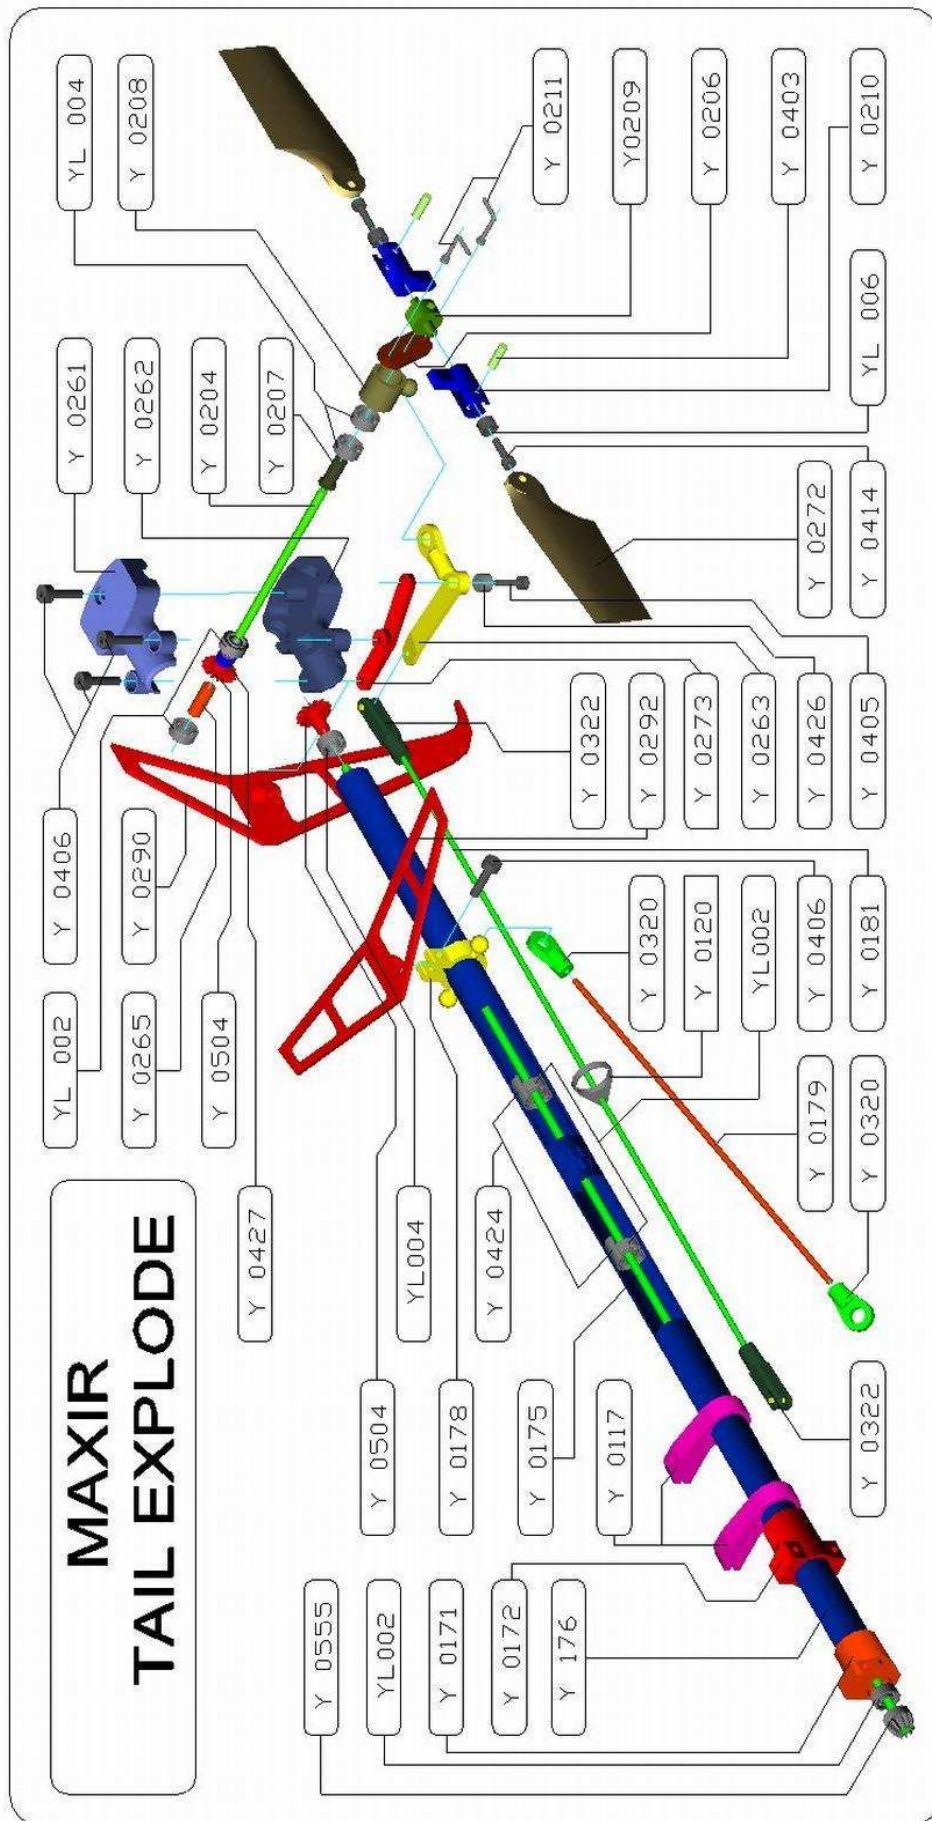 MAXIR
TAIL EXPLODE
YL 004
Y 0208
Y 0261
Y 0262
Y 0204
Y 0207
Y 0211
Y0209
Y 0206
Y 0403
Y 0210
YL 006
Y 0272
Y 0414
Y 0406
Y 0290
Y 0322
Y 0292
Y 0273
Y 0263
Y 0426
Y 0405
YL 002
Y 0265
Y 0504
Y 0320
Y 0120
YL002
Y 0406
Y 0181
Y 0427
YL004
Y 0424
Y 0179
Y 0320
Y 0504
Y 0178
Y 0175
Y 0117
Y 0322
Y 0555
YL002
Y 0171
Y 0172
Y 176